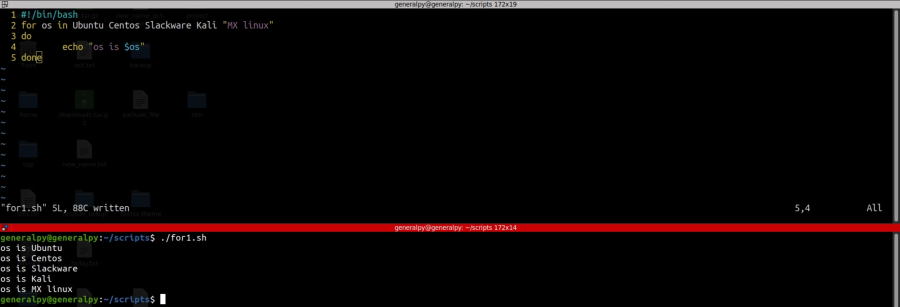 generalpy@generalpy: ~/scripts 172x19
1 #!/bin/bash
2 for os in Ubuntu Centos Slackware Kali "MX linux"
3 do
4 echo "os is $os"
5 done
~
~
~
~
~
~
~
~
~
~
~
~
~
"for1.sh" 5L, 88C written 5,4 All
generalpy@generalpy: ~/scripts 172x14
generalpy@generalpy:~/scripts$ ./for1.sh
os is Ubuntu
os is Centos
os is Slackware
os is Kali
os is MX linux
generalpy@generalpy:~/scripts$